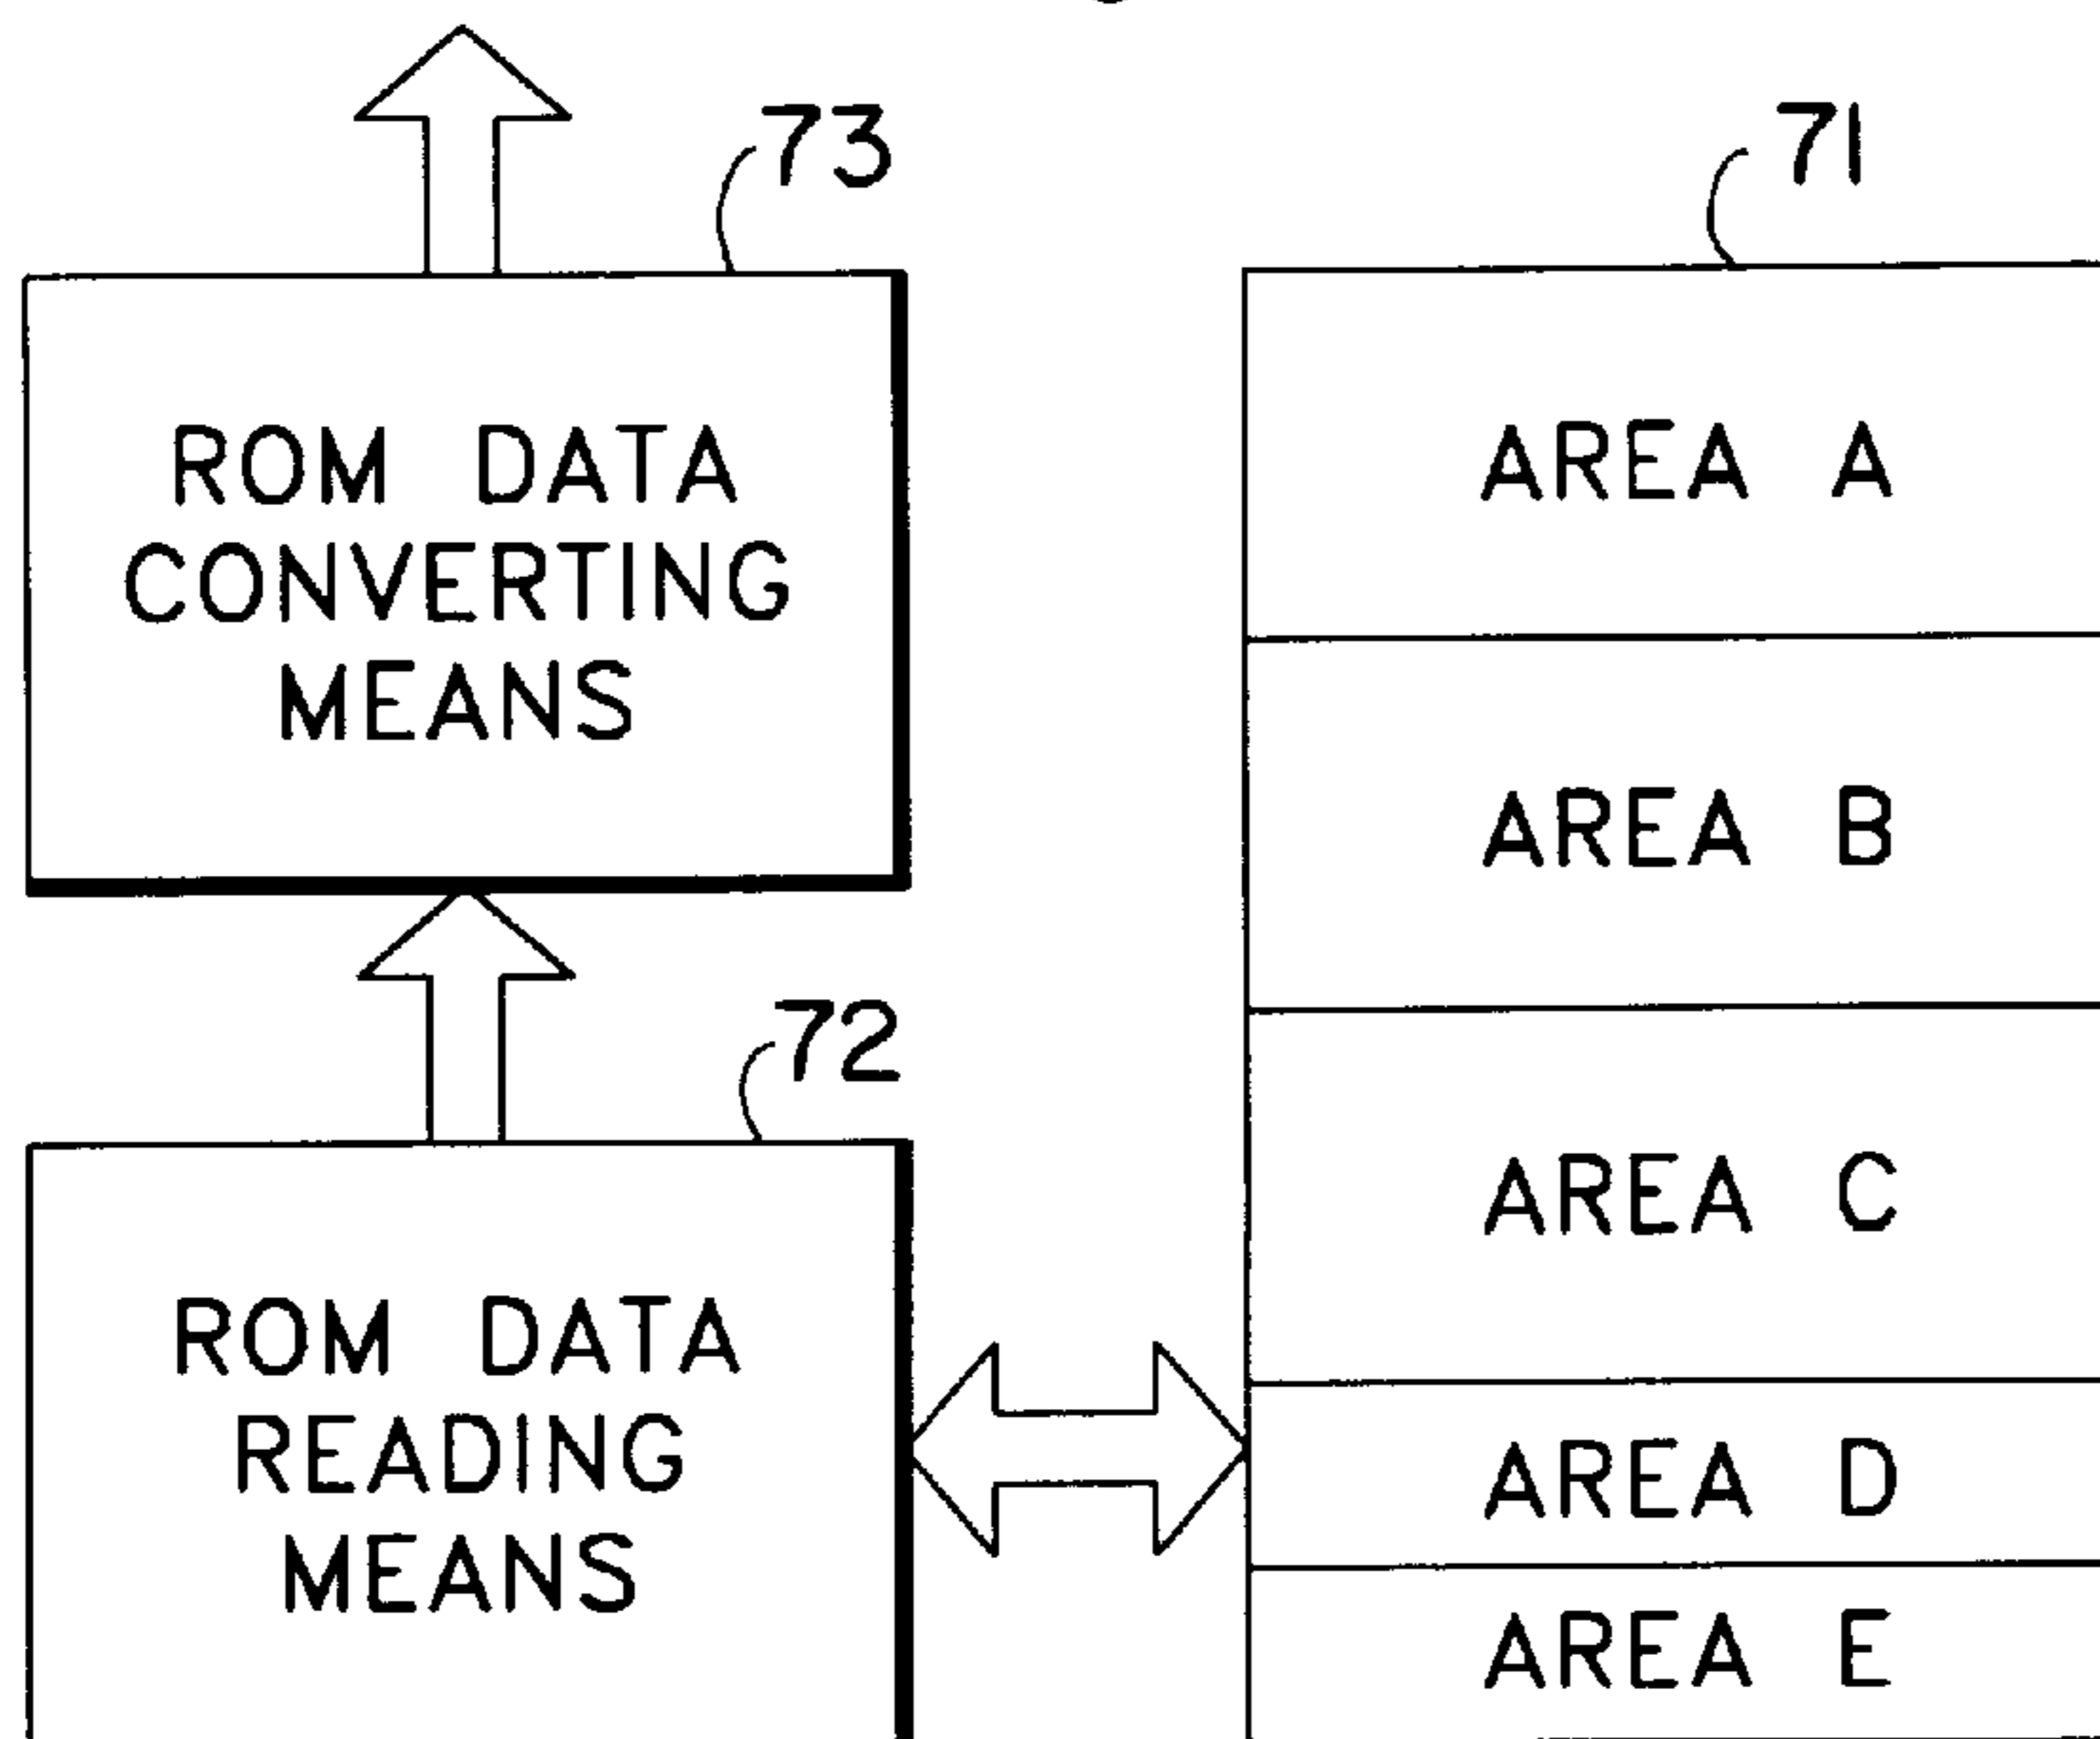 73
ROM DATA
CONVERTING
MEANS
72
ROM DATA
READING
MEANS
71
AREA A
AREA B
AREA C
AREA D
AREA E